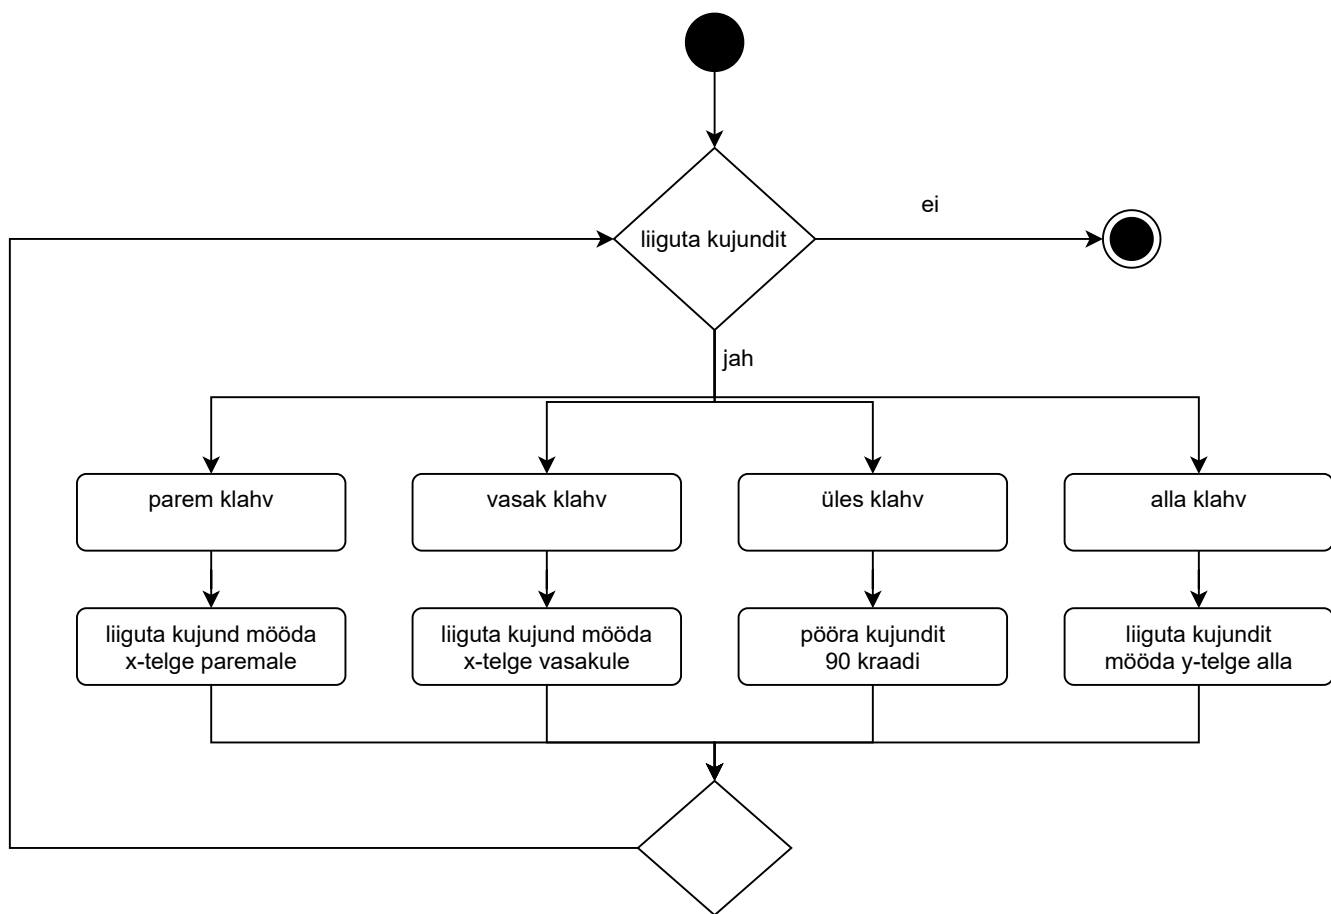 ei
liiguta kujundit
jah
parem klahv
vasak klahv
üles klahv
alla klahv
liiguta kujund mööda
x-telge paremale
liiguta kujund mööda
x-telge vasakule
pööra kujundit
90 kraadi
liiguta kujundit
mööda y-telge alla